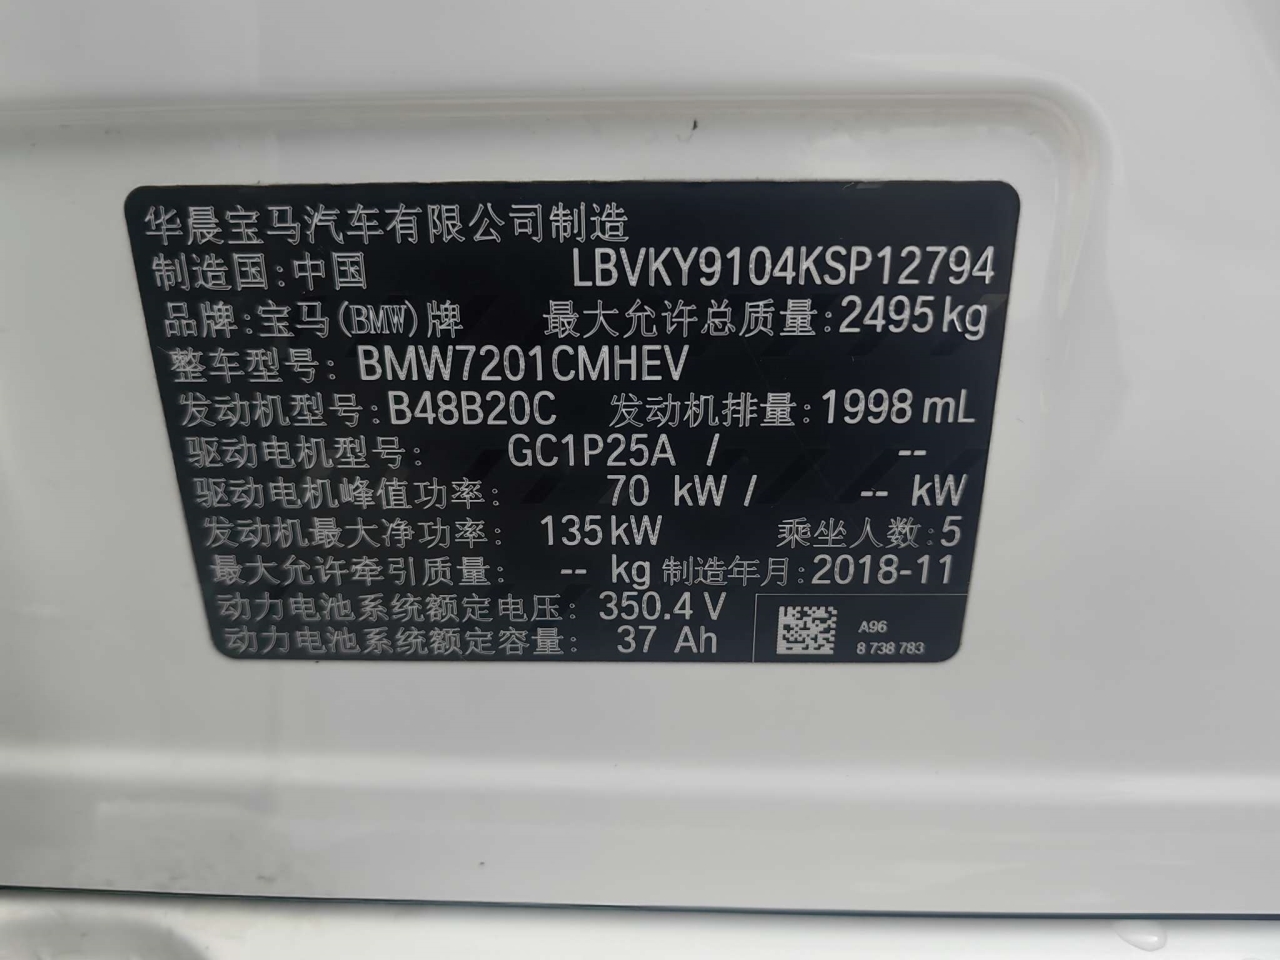 华晨宝马汽车有限公司制造
制造国:中国 LBVKY9104KSP12794
品牌:宝马(BMW)牌 最大允许总质量:2495kg
整车型号:BMW7201CMHEV
发动机型号:B48B20C 发动机排量:1998 mL
驱动电机型号: GC1P25A / --
驱动电机峰值功率: 70 kW / -- kW
发动机最大净功率: 135kW 乘坐人数:5
最大允许牵引质量: -- kg 制造年月:2018-11
动力电池系统额定电压: 350.4 V
动力电池系统额定容量: 37 Ah
A96
8 738 783